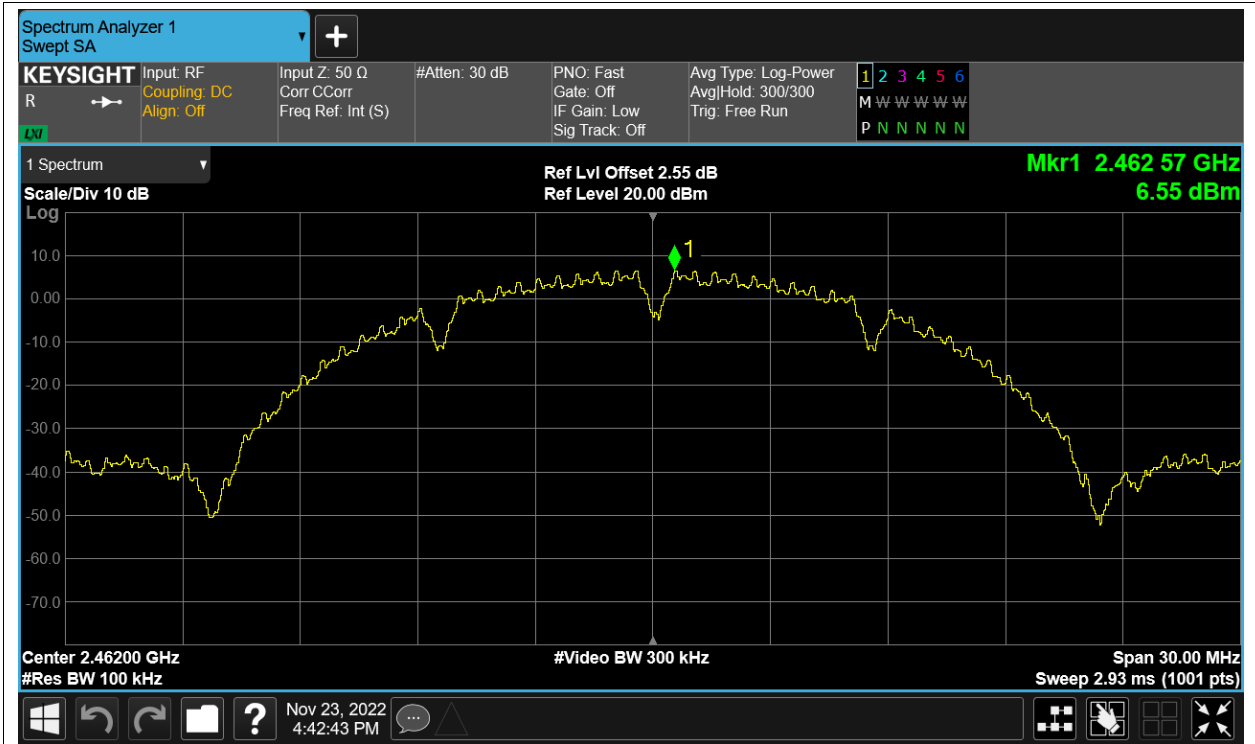 Spectrum Analyzer 1
Swept SA
KEYSIGHT
R
LXI
Input: RF
Coupling: DC
Align: Off
Input Z: 50 Ω
Corr CCorr
Freq Ref: Int (S)
#Atten: 30 dB
PNO: Fast
Gate: Off
IF Gain: Low
Sig Track: Off
Avg Type: Log-Power
Avg|Hold: 300/300
Trig: Free Run
1 2 3 4 5 6
M W W W W W
P N N N N N
1 Spectrum
Scale/Div 10 dB
Log
Ref Lvl Offset 2.55 dB
Ref Level 20.00 dBm
Mkr1 2.462 57 GHz
6.55 dBm
1
10.0
0.00
-10.0
-20.0
-30.0
-40.0
-50.0
-60.0
-70.0
Center 2.46200 GHz
#Res BW 100 kHz
#Video BW 300 kHz
Span 30.00 MHz
Sweep 2.93 ms (1001 pts)
?
Nov 23, 2022
4:42:43 PM